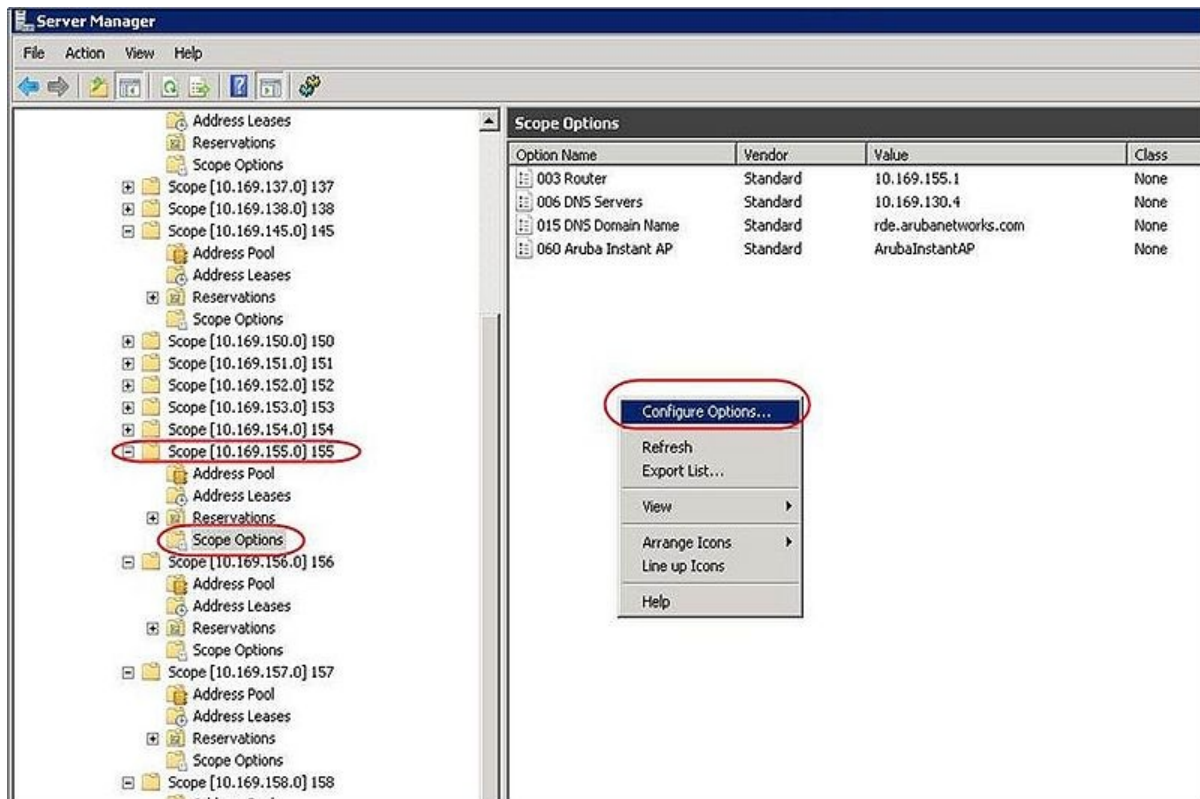 Server Manager
File Action View Help
Address Leases
Reservations
Scope Options
Scope [10.169.137.0] 137
Scope [10.169.138.0] 138
Scope [10.169.145.0] 145
Address Pool
Address Leases
Reservations
Scope Options
Scope [10.169.150.0] 150
Scope [10.169.151.0] 151
Scope [10.169.152.0] 152
Scope [10.169.153.0] 153
Scope [10.169.154.0] 154
Scope [10.169.155.0] 155
Address Pool
Address Leases
Reservations
Scope Options
Scope [10.169.156.0] 156
Address Pool
Address Leases
Reservations
Scope Options
Scope [10.169.157.0] 157
Address Pool
Address Leases
Reservations
Scope Options
Scope [10.169.158.0] 158
Scope Options
Option Name Vendor Value Class
003 Router Standard 10.169.155.1 None
006 DNS Servers Standard 10.169.130.4 None
015 DNS Domain Name Standard rde.arubanetworks.com None
060 Aruba Instant AP Standard ArubaInstantAP None
Configure Options...
Refresh
Export List...
View
Arrange Icons
Line up Icons
Help